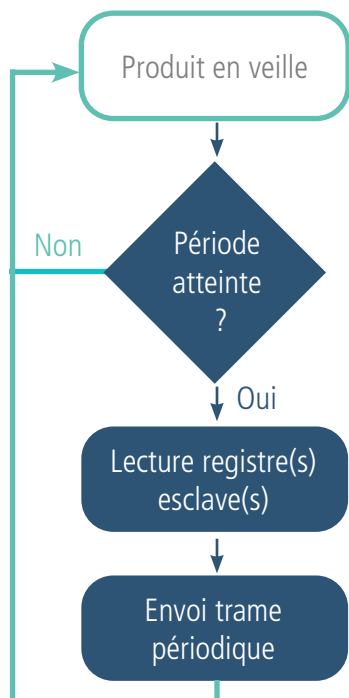 Produit en veille
Non
Période
atteinte
?
Oui
Lecture registre(s)
esclave(s)
Envoi trame
périodique